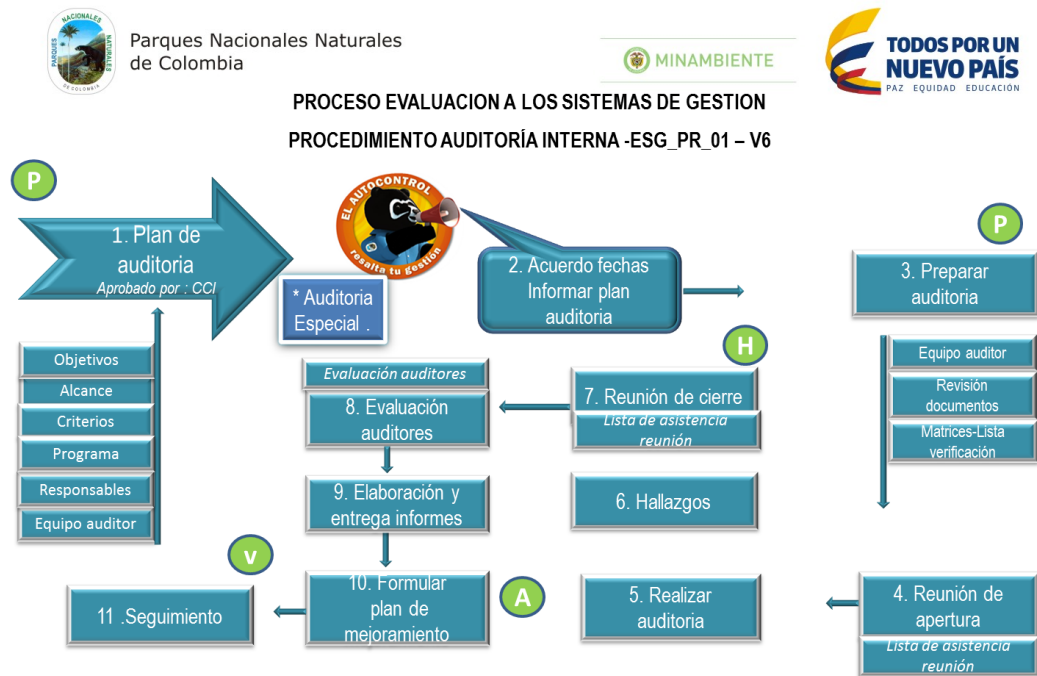 PARQUES NACIONALES NATURALES
DE COLOMBIA
Parques Nacionales Naturales
de Colombia
MINAMBIENTE
TODOS POR UN
NUEVO PAÍS
PAZ EQUIDAD EDUCACIÓN
PROCESO EVALUACION A LOS SISTEMAS DE GESTION
PROCEDIMIENTO AUDITORÍA INTERNA -ESG_PR_01 – V6
P
1. Plan de
auditoria
Aprobado por : CCI
EL AUTOCONTROL
resalta tu gestión
* Auditoria
Especial .
2. Acuerdo fechas
Informar plan
auditoria
P
3. Preparar
auditoria
Equipo auditor
Revisión
documentos
Matrices-Lista
verificación
Objetivos
Alcance
Criterios
Programa
Responsables
Equipo auditor
H
7. Reunión de cierre
Lista de asistencia
reunión
Evaluación auditores
8. Evaluación
auditores
9. Elaboración y
entrega informes
6. Hallazgos
v
10. Formular
plan de
mejoramiento
A
5. Realizar
auditoria
4. Reunión de
apertura
Lista de asistencia
reunión
11 .Seguimiento